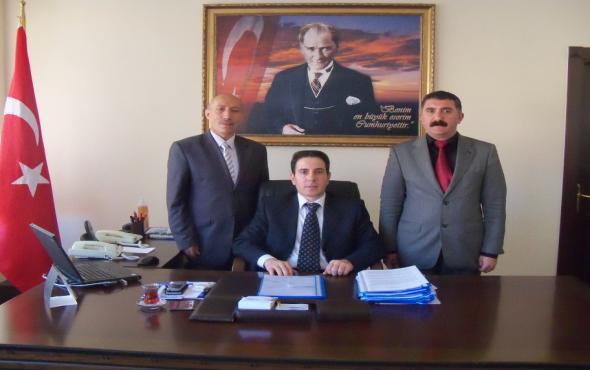 "Benim
en büyük eserim
Cumhuriyettir."